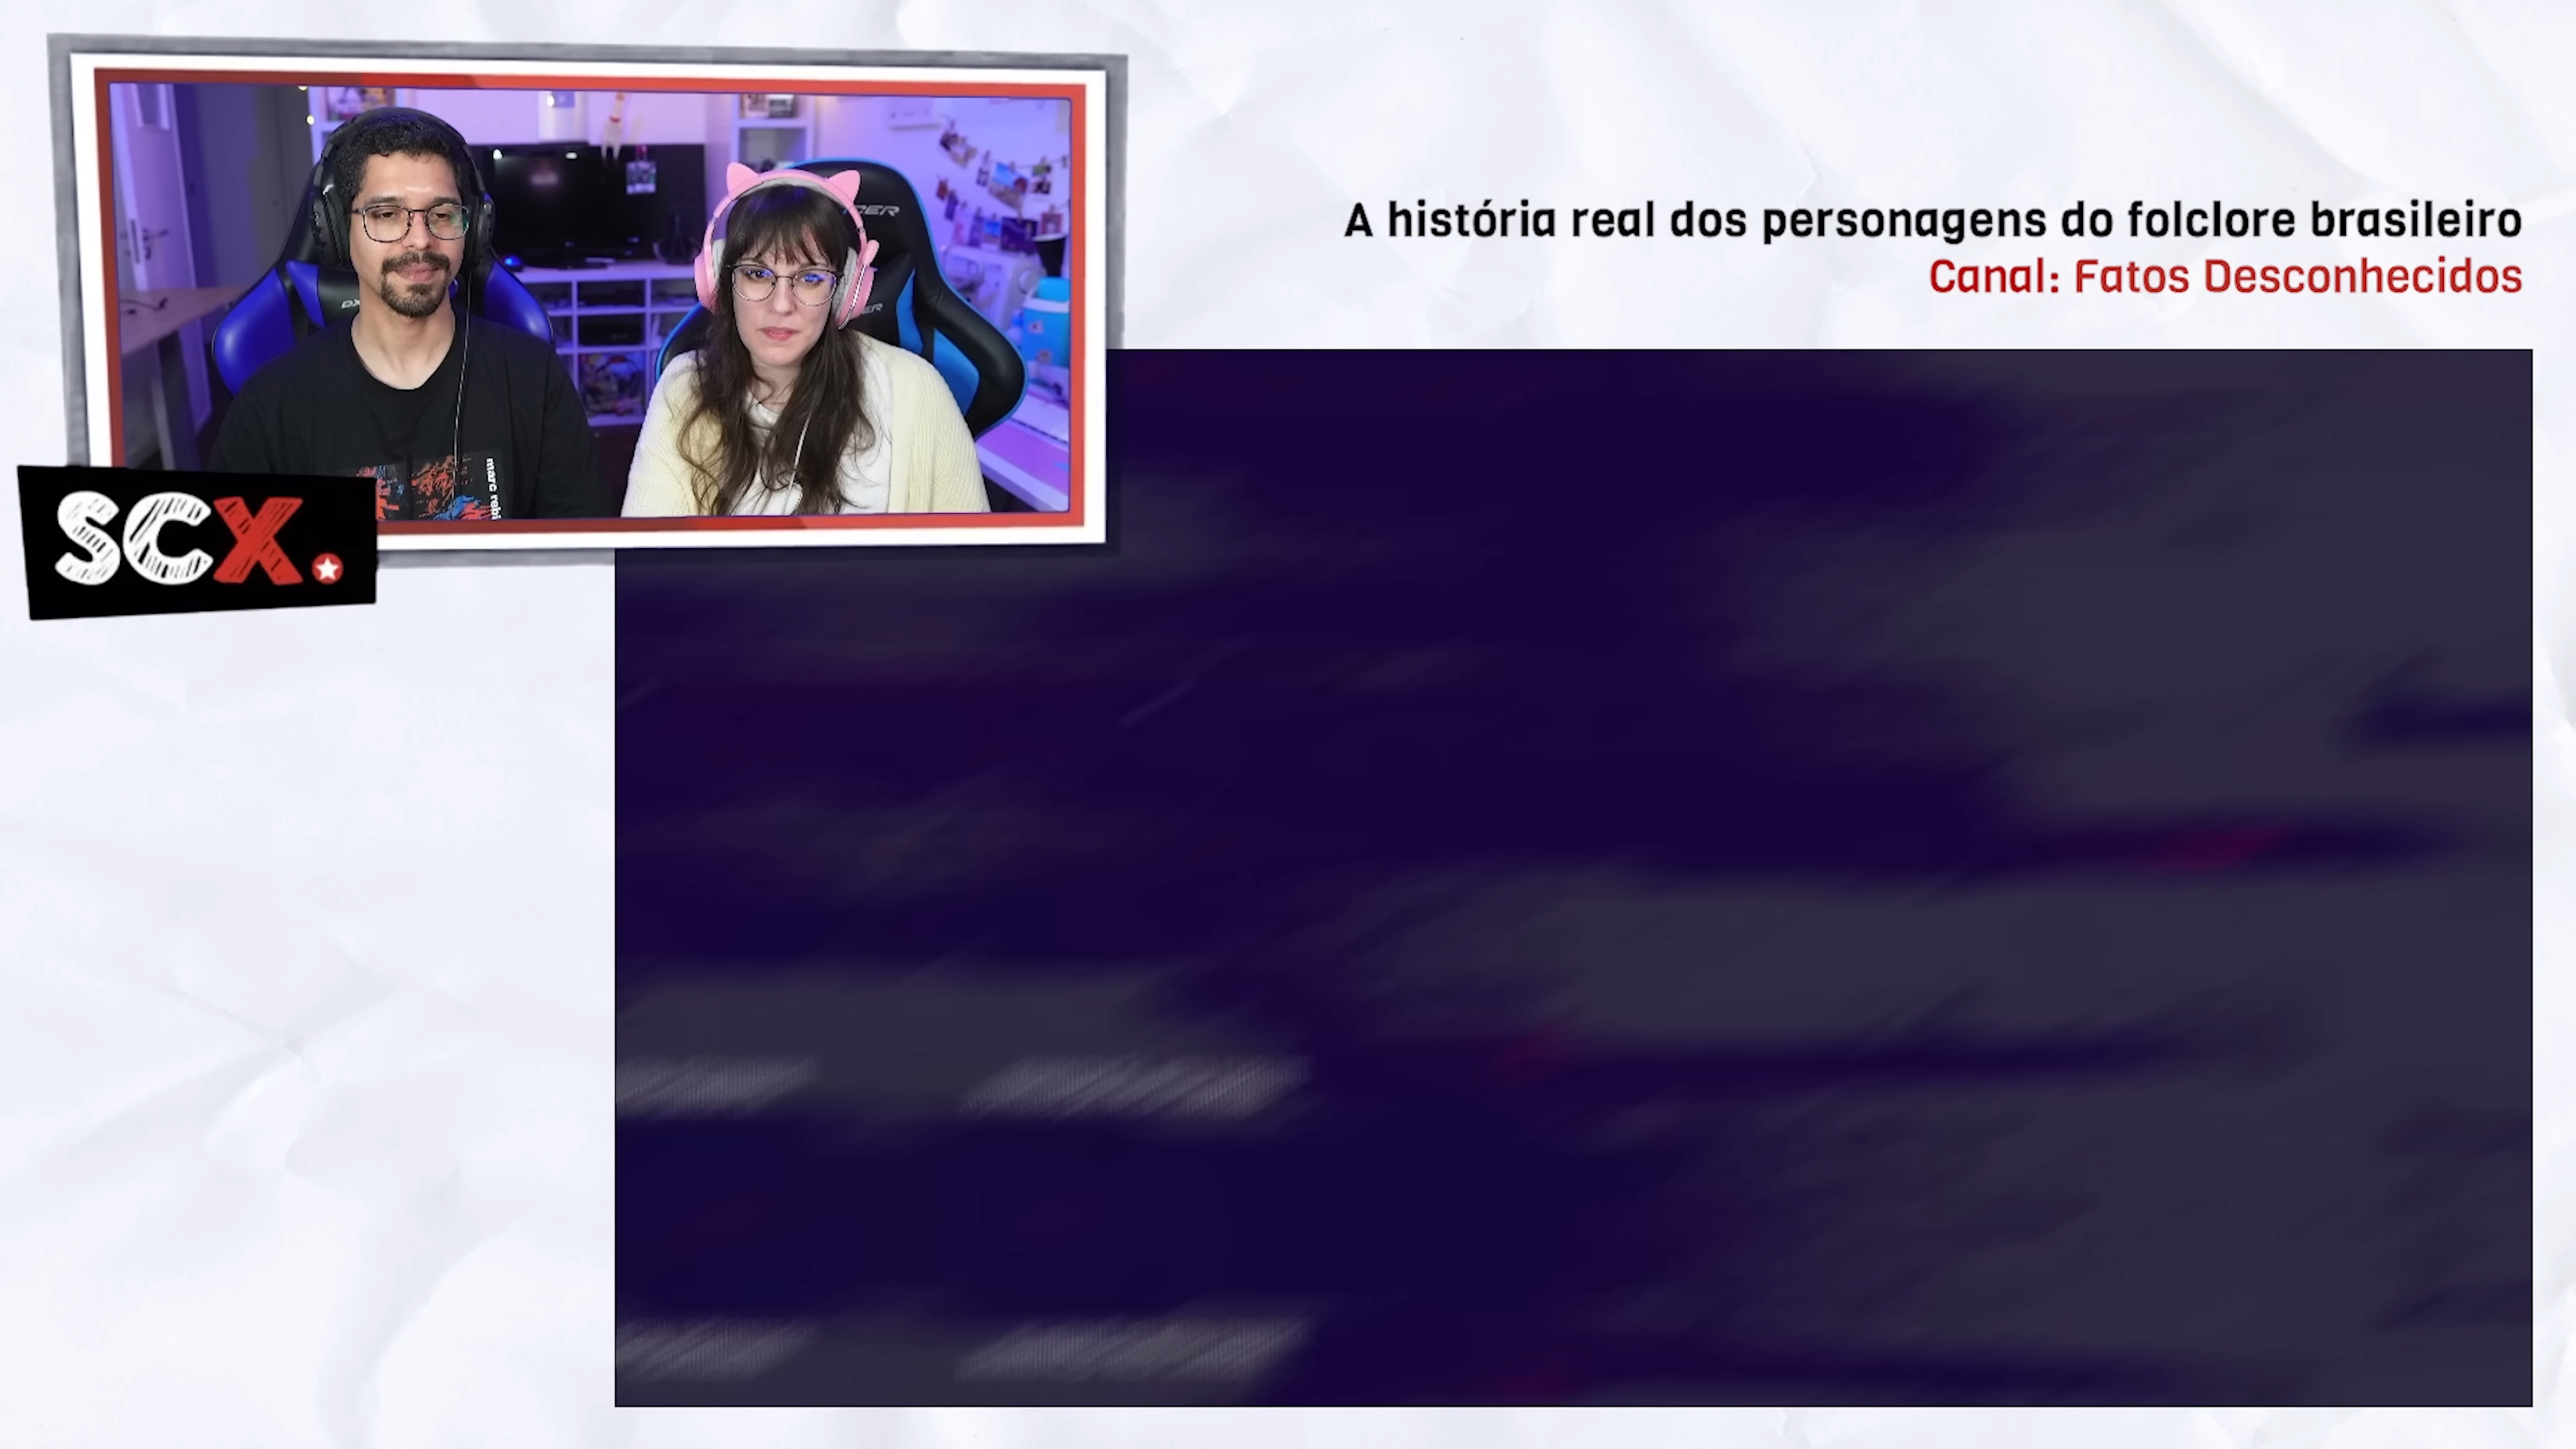 A história real dos personagens do folclore brasileiro
Canal: Fatos Desconhecidos
SCX.